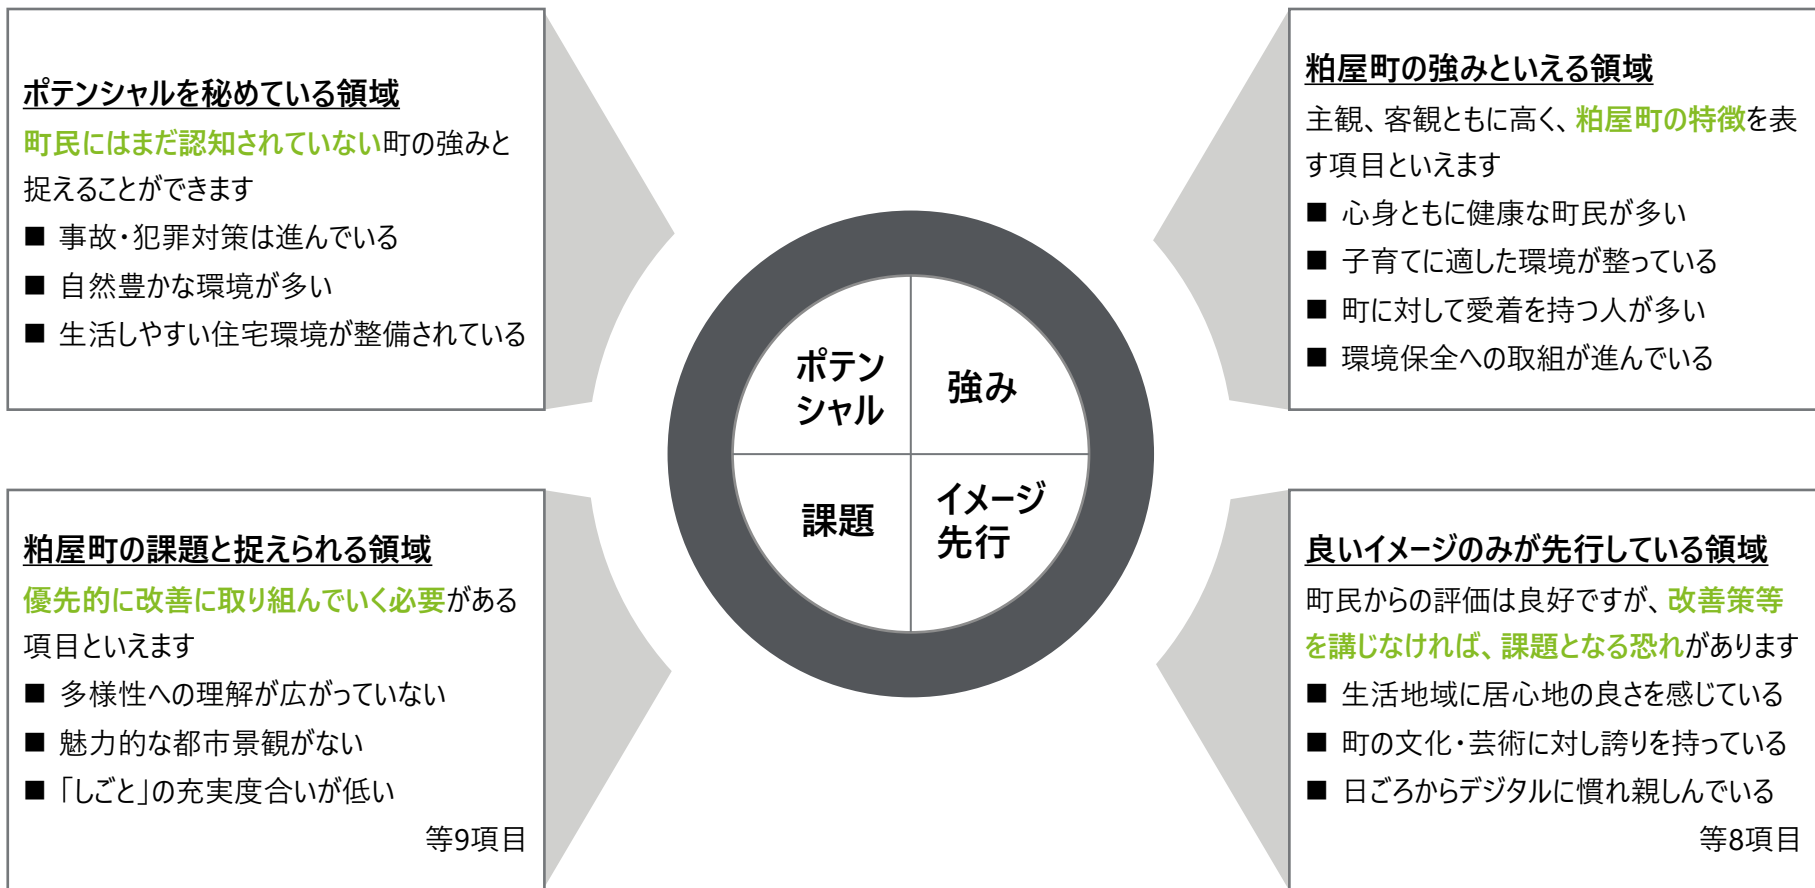 ポテンシャルを秘めている領域
町民にはまだ認知されていない町の強みと
捉えることができます
■ 事故・犯罪対策は進んでいる
■ 自然豊かな環境が多い
■ 生活しやすい住宅環境が整備されている
粕屋町の強みといえる領域
主観、客観ともに高く、粕屋町の特徴を表
す項目といえます
■ 心身ともに健康な町民が多い
■ 子育てに適した環境が整っている
■ 町に対して愛着を持つ人が多い
■ 環境保全への取組が進んでいる
ポテン
シャル
強み
課題
イメージ
先行
粕屋町の課題と捉えられる領域
優先的に改善に取り組んでいく必要がある
項目といえます
■ 多様性への理解が広がっていない
■ 魅力的な都市景観がない
■ 「しごと」の充実度合いが低い
等9項目
良いイメージのみが先行している領域
町民からの評価は良好ですが、改善策等
を講じなければ、課題となる恐れがあります
■ 生活地域に居心地の良さを感じている
■ 町の文化・芸術に対し誇りを持っている
■ 日ごろからデジタルに慣れ親しんでいる
等8項目